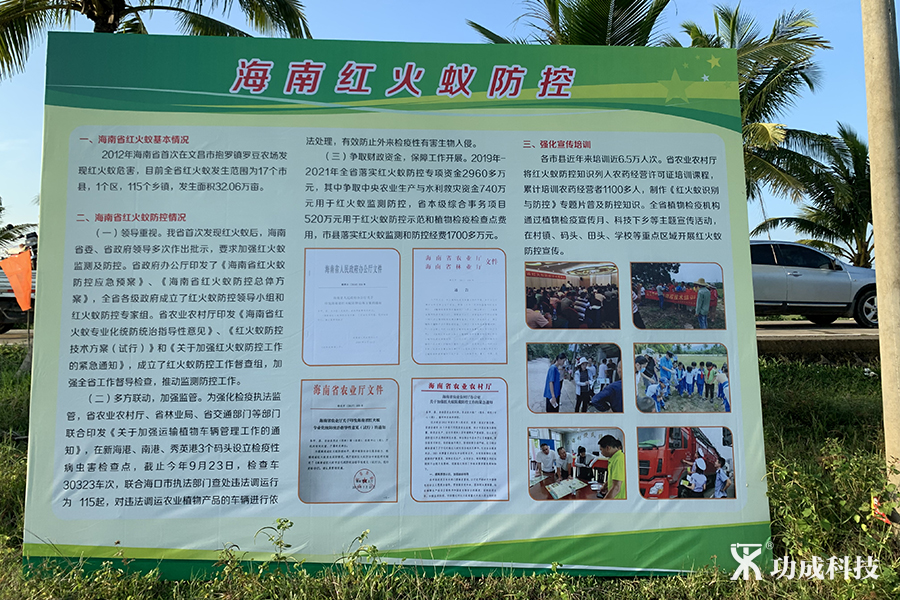 海南红火蚁防控
一、海南省红火蚁基本情况
2012年海南省首次在文昌市抱罗镇罗豆农场发
现红火蚁危害，目前全省红火蚁发生范围为17个市
县，1个区，115个乡镇，发生面积32.06万亩。
二、海南省红火蚁防控情况
（一）领导重视。我省首次发现红火蚁后，海南
省委、省政府领导多次作出批示，要求加强红火蚁
监测及防控。省政府办公厅印发了《海南省红火蚁
防控应急预案》、《海南省红火蚁防控总体方
案》，全省各级政府成立了红火蚁防控领导小组和
红火蚁防控专家组。省农业农村厅印发《海南省红
火蚁专业化统防统治指导性意见》、《红火蚁防控
技术方案（试行）》和《关于加强红火蚁防控工作
的紧急通知》，成立了红火蚁防控工作督查组，加
强全省工作督导检查，推动监测防控工作。
（二）多方联动，加强监管。为强化检疫执法监
管，省农业农村厅、省林业局、省交通部门等部门
联合印发《关于加强运输植物车辆管理工作的通
知》，在新海港、南港、秀英港3个码头设立检疫性
病虫害检查点，截止今年9月23日，检查车
30323车次，联合海口市执法部门查处违法调运行
为 115起，对违法调运农业植物产品的车辆进行依
法处理，有效防止外来检疫性有害生物入侵。
（三）争取财政资金，保障工作开展。2019-
2021年全省落实红火蚁防控专项资金2960多万
元，其中争取中央农业生产与水利救灾资金740万
元用于红火蚁监测防控，省本级综合事务项目
520万元用于红火蚁防控示范和植物检疫检查点费
用，市县落实红火蚁监测和防控经费1700多万元。
海南省人民政府办公厅文件
海南省农业厅
海南省林业厅
文件
海南省农业厅文件
海南省农业农村厅
三、强化宣传培训
各市县近年来培训近6.5万人次。省农业农村厅
将红火蚁防控知识列入农药经营许可证培训课程，
累计培训农药经营者1100多人，制作《红火蚁识别
与防控》专题片普及防控知识。全省植物检疫机构
通过植物检疫宣传月、科技下乡等主题宣传活动，
在村镇、码头、田头、学校等重点区域开展红火蚁
防控宣传。
®
功成科技